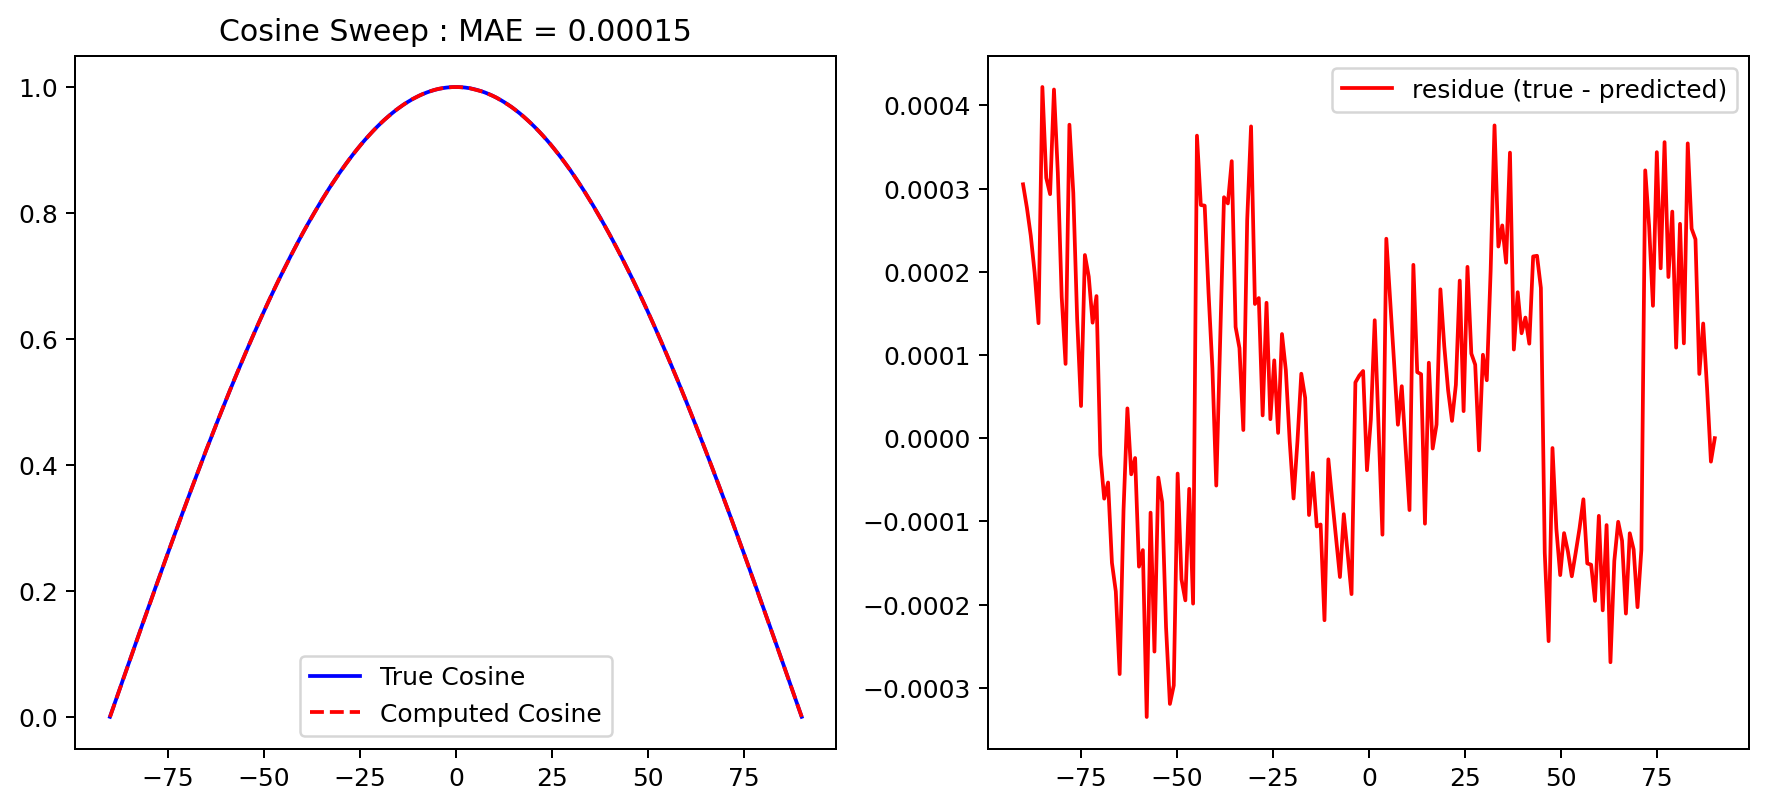 Cosine Sweep : MAE = 0.00015
1.0
0.8
0.6
0.4
0.2
0.0
True Cosine
Computed Cosine
−75 −50 −25 0 25 50 75
residue (true - predicted)
0.0004
0.0003
0.0002
0.0001
0.0000
−0.0001
−0.0002
−0.0003
−75 −50 −25 0 25 50 75